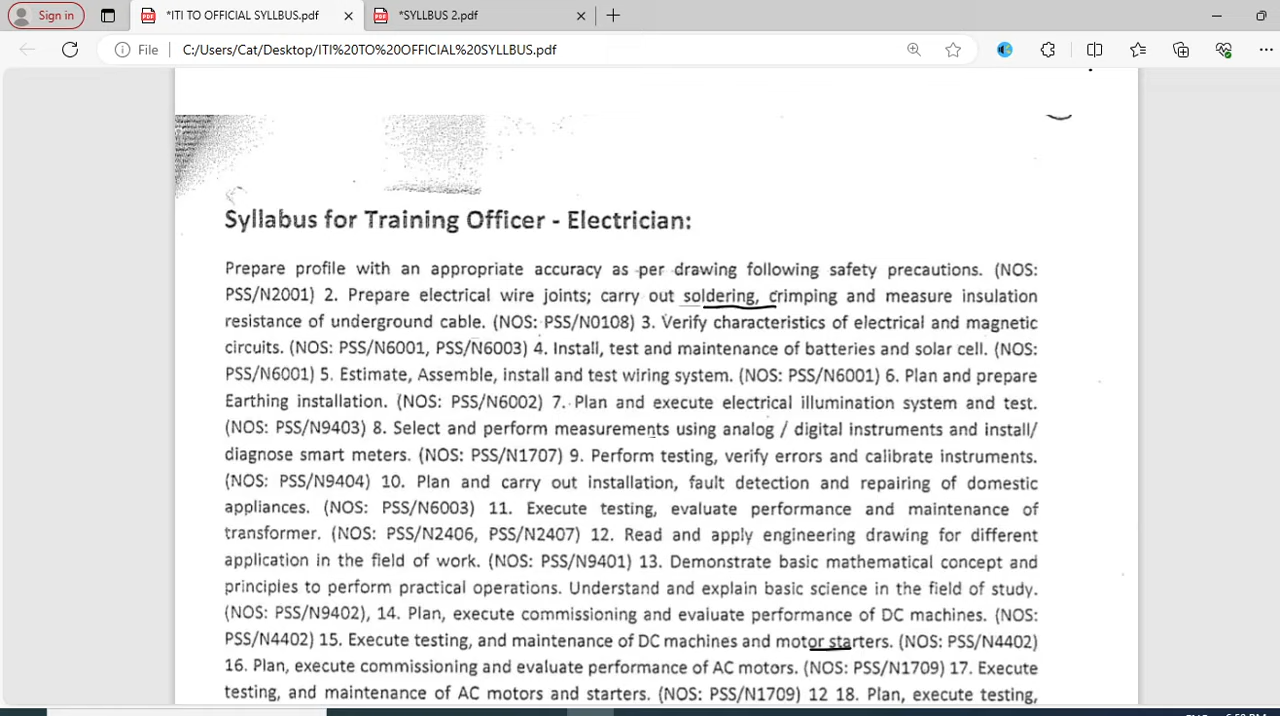 Sign in
*ITI TO OFFICIAL SYLLBUS.pdf
*SYLLBUS 2.pdf
File
C:/Users/Cat/Desktop/ITI%20TO%20OFFICIAL%20SYLLBUS.pdf
Syllabus for Training Officer - Electrician:
Prepare profile with an appropriate accuracy as per drawing following safety precautions. (NOS:
PSS/N2001) 2. Prepare electrical wire joints; carry out soldering, crimping and measure insulation
resistance of underground cable. (NOS: PSS/N0108) 3. Verify characteristics of electrical and magnetic
circuits. (NOS: PSS/N6001, PSS/N6003) 4. Install, test and maintenance of batteries and solar cell. (NOS:
PSS/N6001) 5. Estimate, Assemble, install and test wiring system. (NOS: PSS/N6001) 6. Plan and prepare
Earthing installation. (NOS: PSS/N6002) 7. Plan and execute electrical illumination system and test.
(NOS: PSS/N9403) 8. Select and perform measurements using analog / digital instruments and install/
diagnose smart meters. (NOS: PSS/N1707) 9. Perform testing, verify errors and calibrate instruments.
(NOS: PSS/N9404) 10. Plan and carry out installation, fault detection and repairing of domestic
appliances. (NOS: PSS/N6003) 11. Execute testing, evaluate performance and maintenance of
transformer. (NOS: PSS/N2406, PSS/N2407) 12. Read and apply engineering drawing for different
application in the field of work. (NOS: PSS/N9401) 13. Demonstrate basic mathematical concept and
principles to perform practical operations. Understand and explain basic science in the field of study.
(NOS: PSS/N9402), 14. Plan, execute commissioning and evaluate performance of DC machines. (NOS:
PSS/N4402) 15. Execute testing, and maintenance of DC machines and motor starters. (NOS: PSS/N4402)
16. Plan, execute commissioning and evaluate performance of AC motors. (NOS: PSS/N1709) 17. Execute
testing, and maintenance of AC motors and starters. (NOS: PSS/N1709) 12 18. Plan, execute testing,